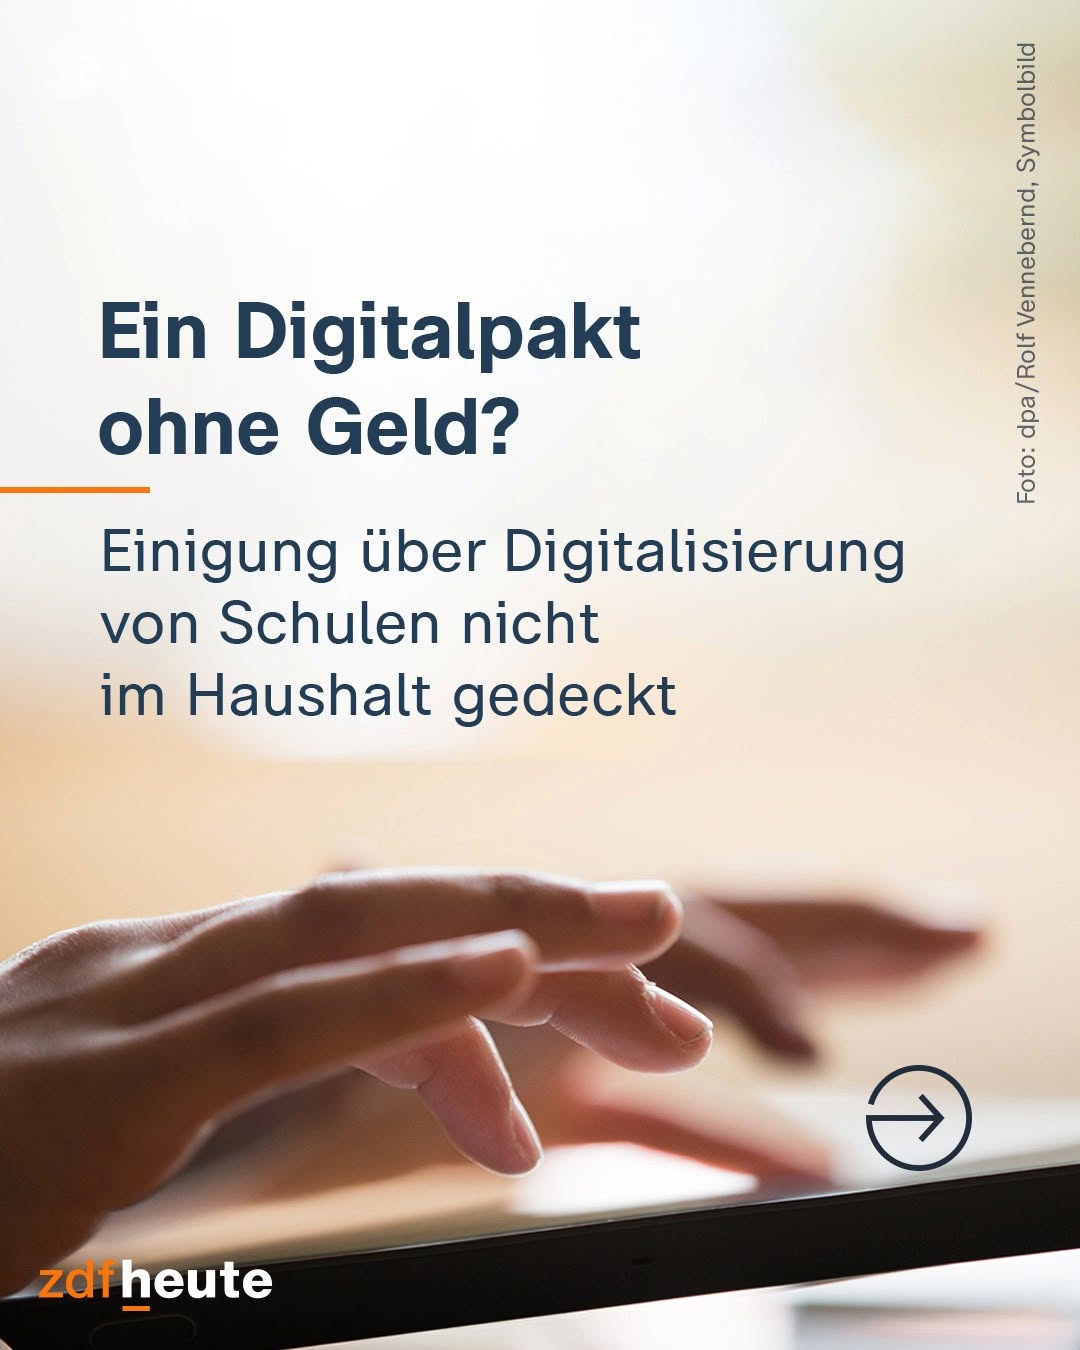 Ein Digitalpakt
ohne Geld?
Einigung über Digitalisierung
von Schulen nicht
im Haushalt gedeckt
Foto: dpa/Rolf Vennebernd, Symbolbild
zdfheute